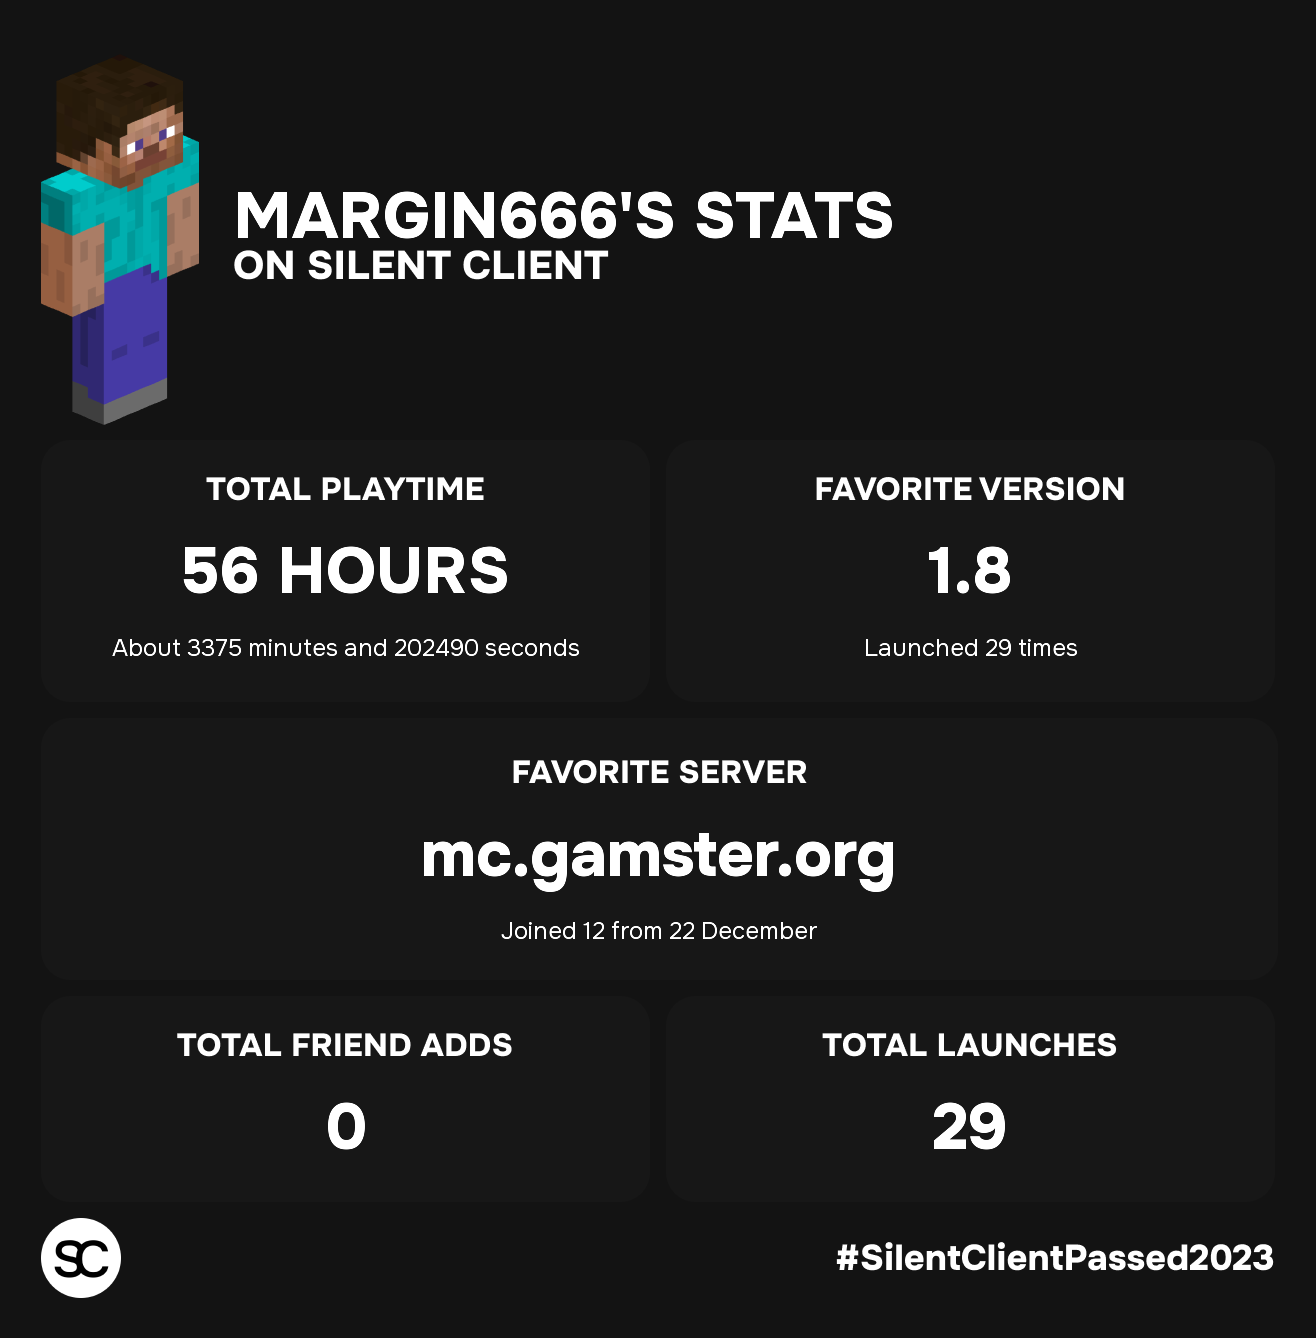 MARGIN666'S STATS
ON SILENT CLIENT
TOTAL PLAYTIME
56 HOURS
About 3375 minutes and 202490 seconds
FAVORITE VERSION
1.8
Launched 29 times
FAVORITE SERVER
mc.gamster.org
Joined 12 from 22 December
TOTAL FRIEND ADDS
0
TOTAL LAUNCHES
29
SC
#SilentClientPassed2023